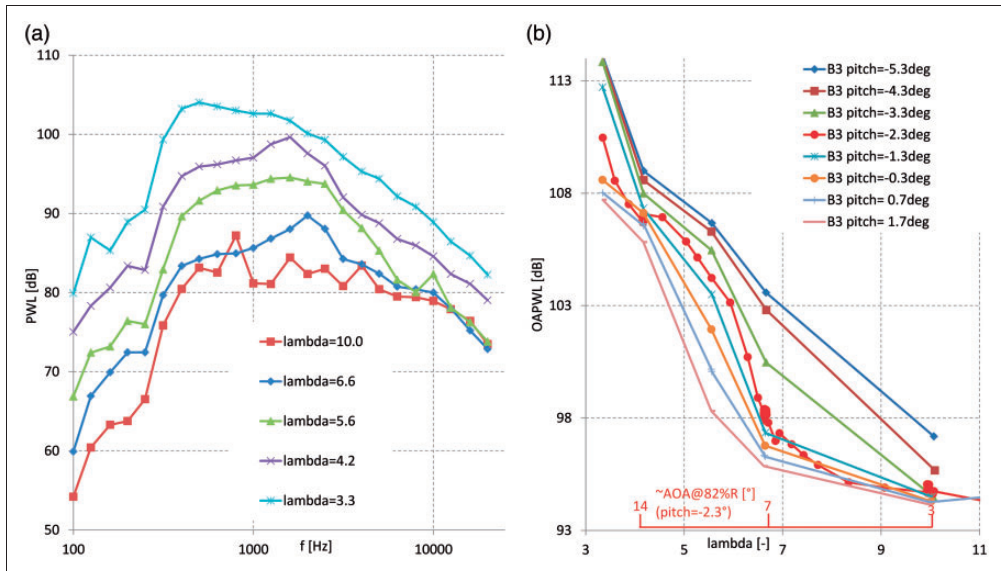 (a)
110
100
90
80
70
60
50
PWL [dB]
100
1000
10000
f [Hz]
lambda=10.0
lambda=6.6
lambda=5.6
lambda=4.2
lambda=3.3
(b)
113
108
103
98
93
OAPWL [dB]
B3 pitch=-5.3deg
B3 pitch=-4.3deg
B3 pitch=-3.3deg
B3 pitch=-2.3deg
B3 pitch=-1.3deg
B3 pitch=-0.3deg
B3 pitch= 0.7deg
B3 pitch= 1.7deg
~AOA@82%R [°]
14
7
3
(pitch=-2.3°)
3
5
7
9
11
lambda [-]